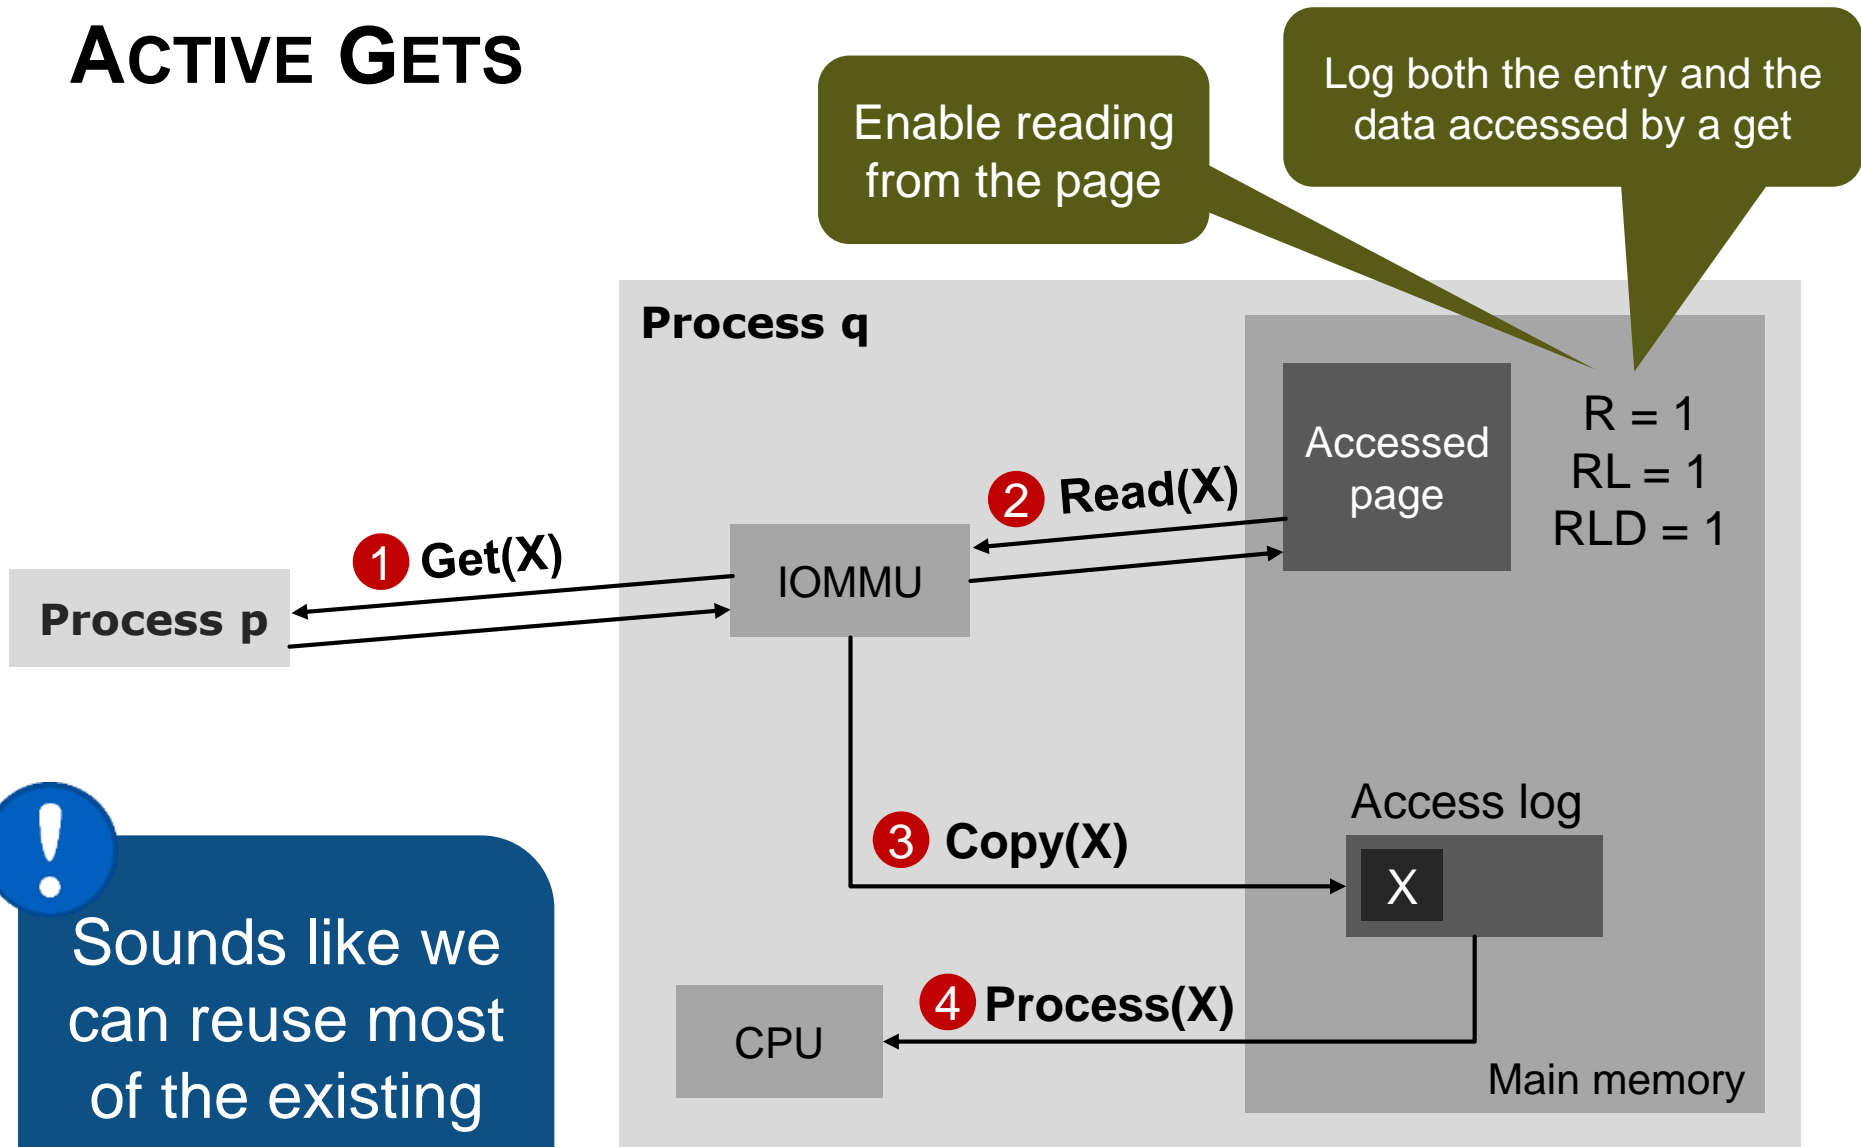 ACTIVE GETS
Enable reading
from the page
Log both the entry and the
data accessed by a get
Process q
Accessed
page
R = 1
RL = 1
RLD = 1
2 Read(X)
1 Get(X)
IOMMU
Process p
Access log
3 Copy(X)
X
!
Sounds like we
can reuse most
of the existing
4 Process(X)
CPU
Main memory